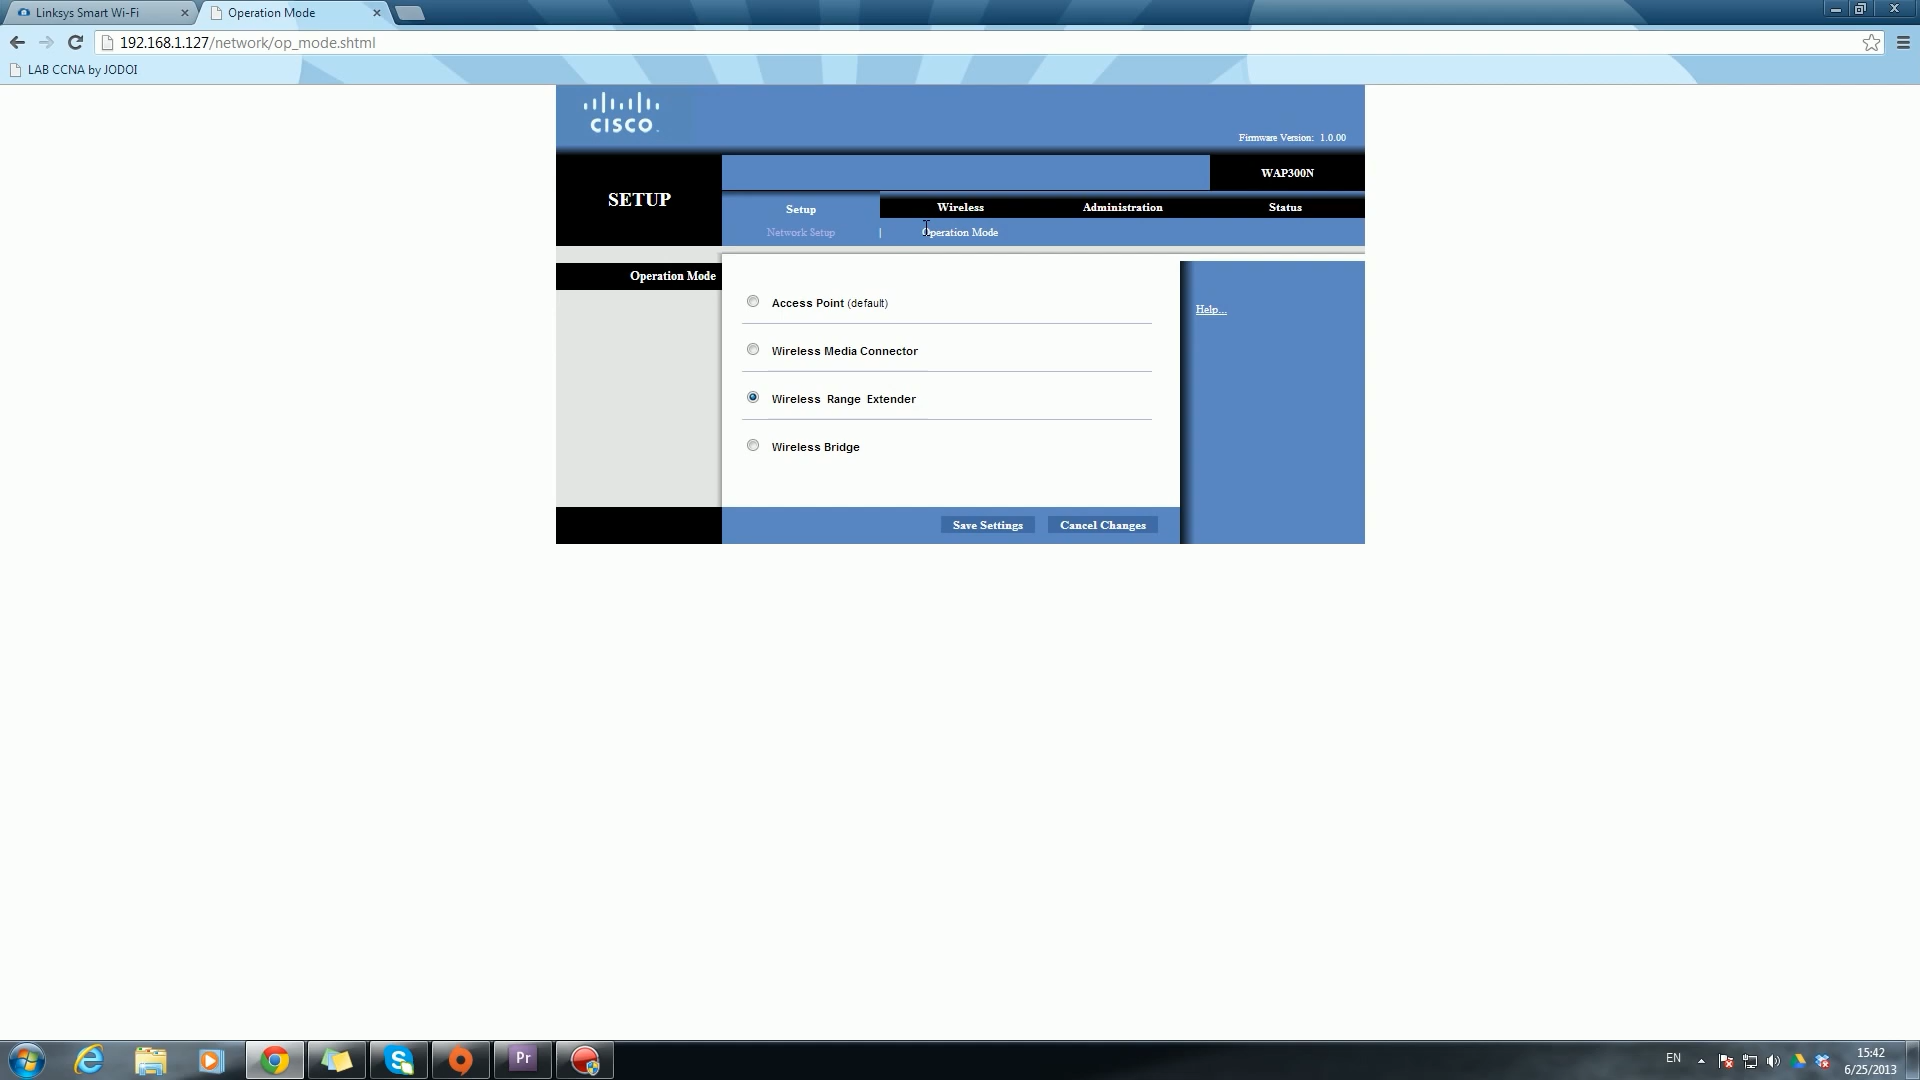 Linksys Smart Wi-Fi
Operation Mode
192.168.1.127/network/op_mode.shtml
LAB CCNA by JODOI
CISCO
Firmware Version: 1.0.00
WAP300N
SETUP
Setup
Wireless
Administration
Status
Network Setup | Operation Mode
Operation Mode
Access Point (default)
Help...
Wireless Media Connector
Wireless Range Extender
Wireless Bridge
Save Settings
Cancel Changes
Pr
EN
15:42
6/25/2013